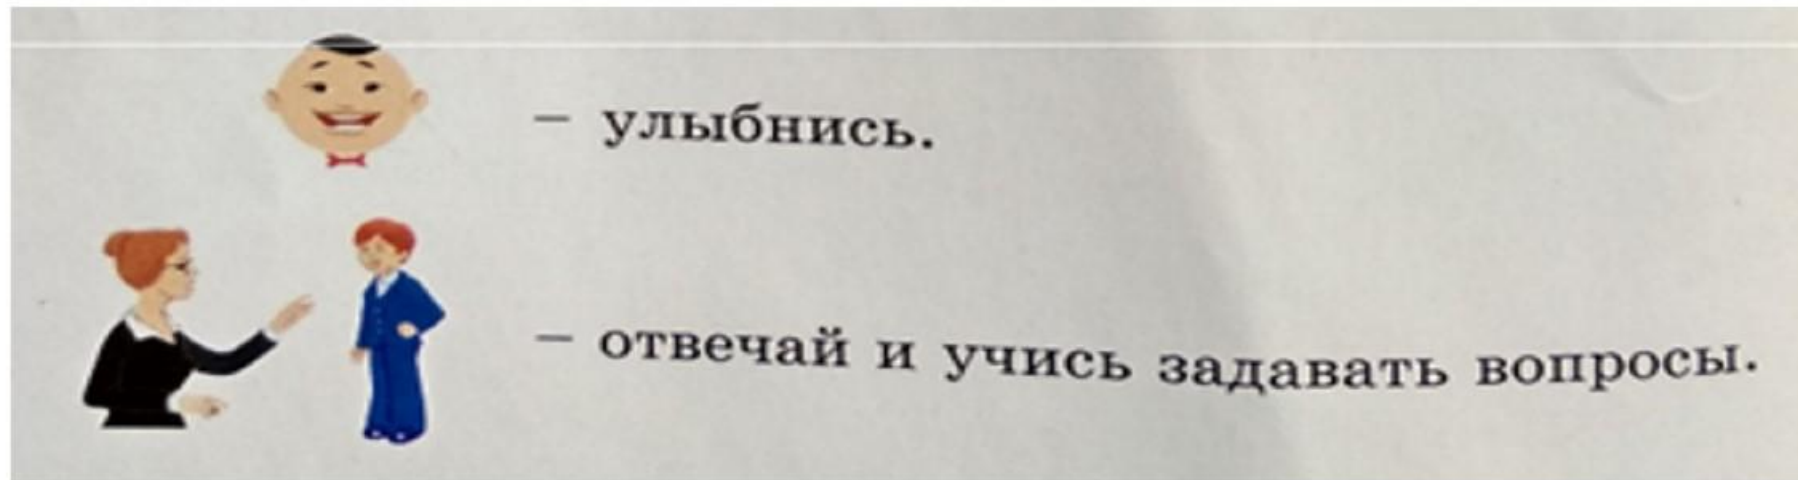 – улыбнись.
– отвечай и учись задавать вопросы.